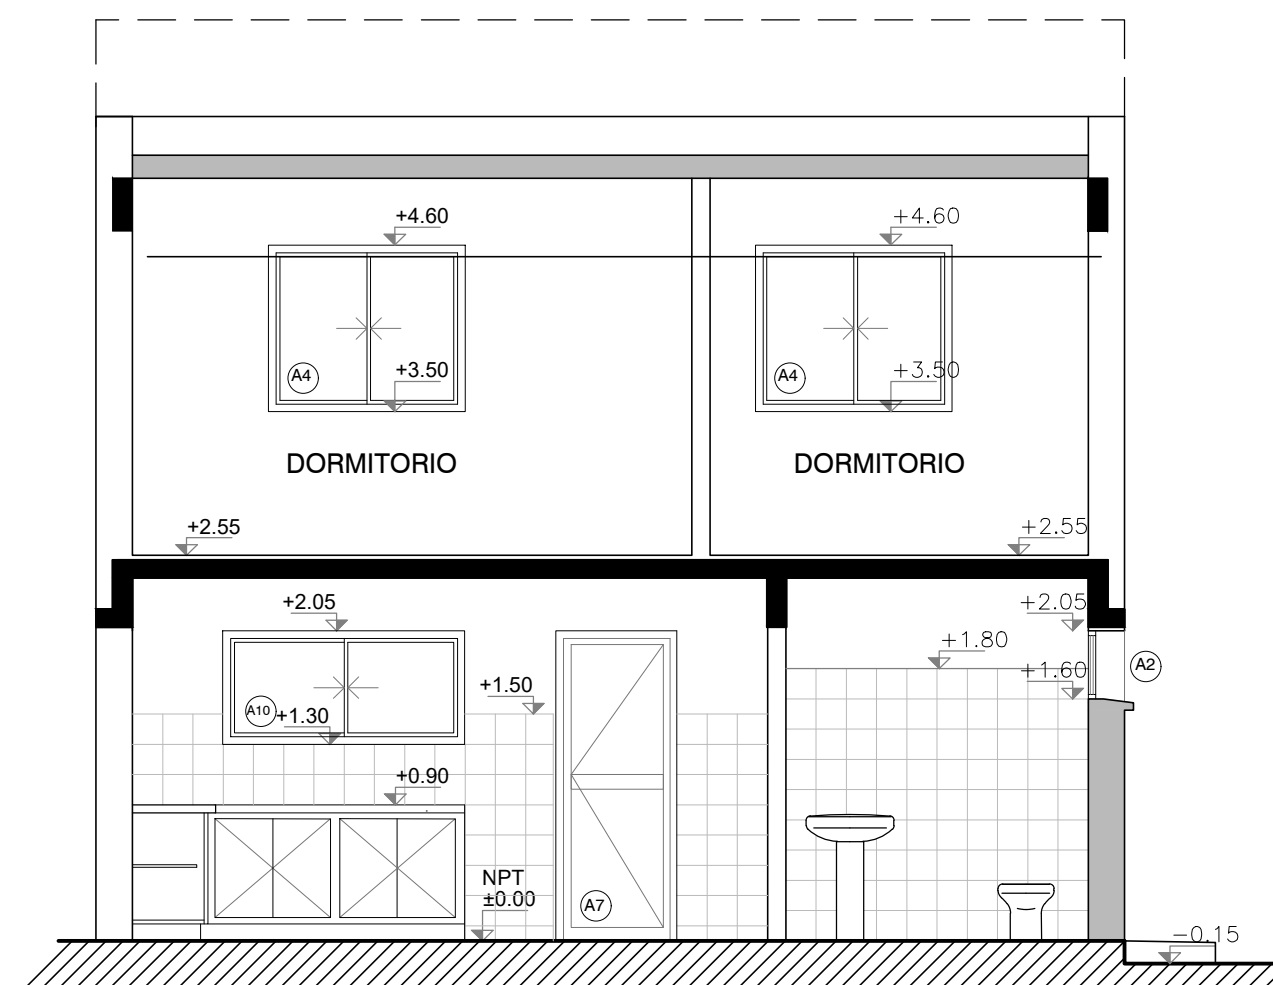 +4.60
+4.60
A4
+3.50
A4
+3.50
DORMITORIO
DORMITORIO
+2.55
+2.55
+2.05
+2.05
+1.80
A2
+1.60
+1.50
A10
+1.30
+0.90
NPT
±0.00
A7
-0.15